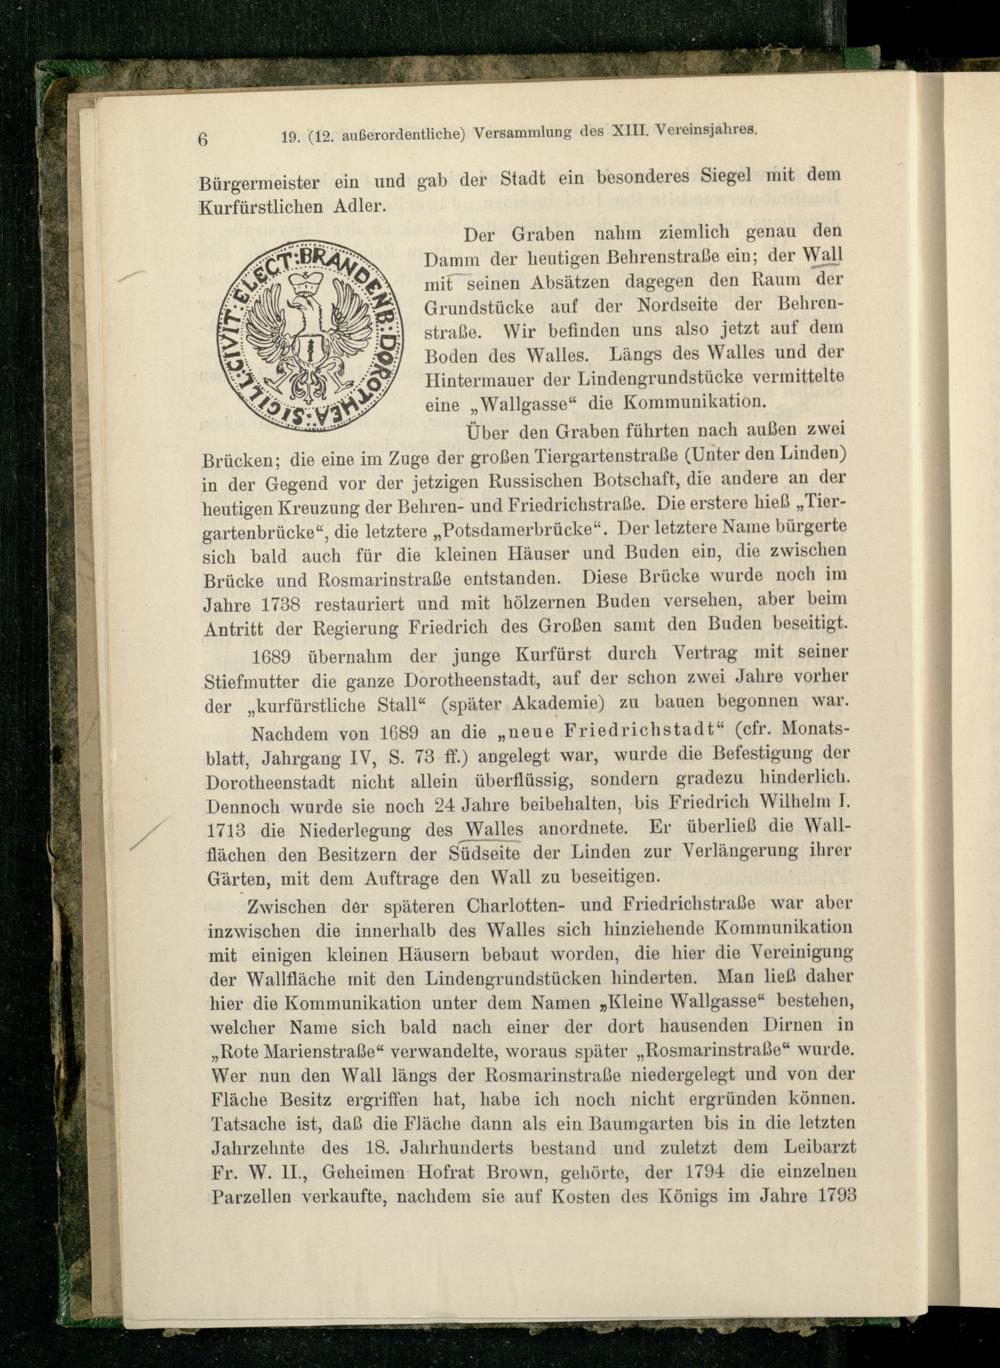 6
19. (12. außerordentliche) Versammlung des XIII. Vereinsjahres.
Bürgermeister ein und gab der Stadt ein besonderes Siegel mit dem
Kurfürstlichen Adler.
SIGILL:CIVIT:ELECT:BRANDENB:DOROTHEA:
Der Graben nahm ziemlich genau den
Damm der heutigen Behrenstraße ein; der Wall
mit seinen Absätzen dagegen den Raum der
Grundstücke auf der Nordseite der Behren-
straße. Wir befinden uns also jetzt auf dem
Boden des Walles. Längs des Walles und der
Hintermauer der Lindengrundstücke vermittelte
eine „Wallgasse“ die Kommunikation.
Über den Graben führten nach außen zwei
Brücken; die eine im Zuge der großen Tiergartenstraße (Unter den Linden)
in der Gegend vor der jetzigen Russischen Botschaft, die andere an der
heutigen Kreuzung der Behren- und Friedrichstraße. Die erstere hieß „Tier-
gartenbrücke“, die letztere „Potsdamerbrücke“. Der letztere Name bürgerte
sich bald auch für die kleinen Häuser und Buden ein, die zwischen
Brücke und Rosmarinstraße entstanden. Diese Brücke wurde noch im
Jahre 1738 restauriert und mit hölzernen Buden versehen, aber beim
Antritt der Regierung Friedrich des Großen samt den Buden beseitigt.
1689 übernahm der junge Kurfürst durch Vertrag mit seiner
Stiefmutter die ganze Dorotheenstadt, auf der schon zwei Jahre vorher
der „kurfürstliche Stall“ (später Akademie) zu bauen begonnen war.
Nachdem von 1689 an die „neue Friedrichstadt“ (cfr. Monats-
blatt, Jahrgang IV, S. 73 ff.) angelegt war, wurde die Befestigung der
Dorotheenstadt nicht allein überflüssig, sondern gradezu hinderlich.
Dennoch wurde sie noch 24 Jahre beibehalten, bis Friedrich Wilhelm I.
1713 die Niederlegung des Walles anordnete. Er überließ die Wall-
flächen den Besitzern der Südseite der Linden zur Verlängerung ihrer
Gärten, mit dem Auftrage den Wall zu beseitigen.
Zwischen der späteren Charlotten- und Friedrichstraße war aber
inzwischen die innerhalb des Walles sich hinziehende Kommunikation
mit einigen kleinen Häusern bebaut worden, die hier die Vereinigung
der Wallfläche mit den Lindengrundstücken hinderten. Man ließ daher
hier die Kommunikation unter dem Namen „Kleine Wallgasse“ bestehen,
welcher Name sich bald nach einer der dort hausenden Dirnen in
„Rote Marienstraße“ verwandelte, woraus später „Rosmarinstraße“ wurde.
Wer nun den Wall längs der Rosmarinstraße niedergelegt und von der
Fläche Besitz ergriffen hat, habe ich noch nicht ergründen können.
Tatsache ist, daß die Fläche dann als ein Baumgarten bis in die letzten
Jahrzehnte des 18. Jahrhunderts bestand und zuletzt dem Leibarzt
Fr. W. II., Geheimen Hofrat Brown, gehörte, der 1794 die einzelnen
Parzellen verkaufte, nachdem sie auf Kosten des Königs im Jahre 1793